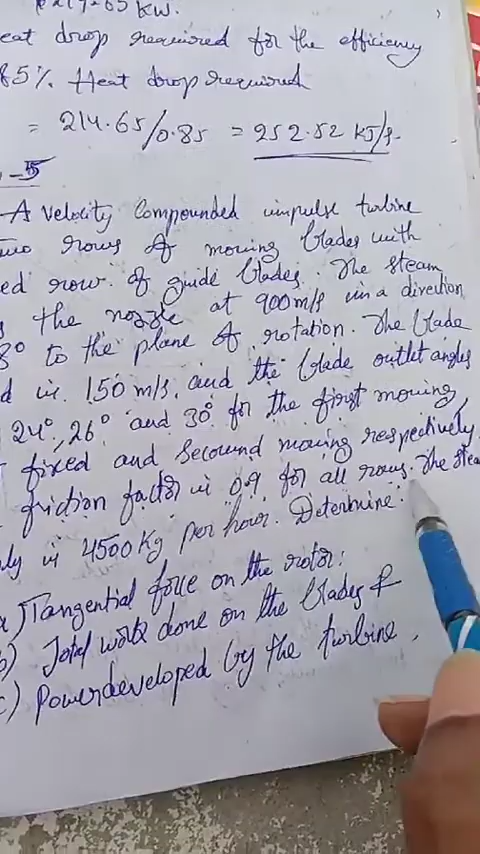 KW.
eat drop required for the efficiency
85%. Heat drop required
= 214.65/0.85 = 252.52 KJ/
-A velocity compounded impulse turbine
two rows of moving blades with
ed row of guide blades. The steam
the nozzle at 900 m/s in a direction
8° to the plane of rotation. The blade
d is 150 m/s. and the blade outlet angles
24°, 26° and 30° for the first moving,
fixed and second moving respectively
friction factor is 0.9 for all rows. The stea
ly is 4500 Kg per hour. Determine:
a) Tangential force on the rotor:
b) Total work done on the blades &
c) Power developed by the turbine.